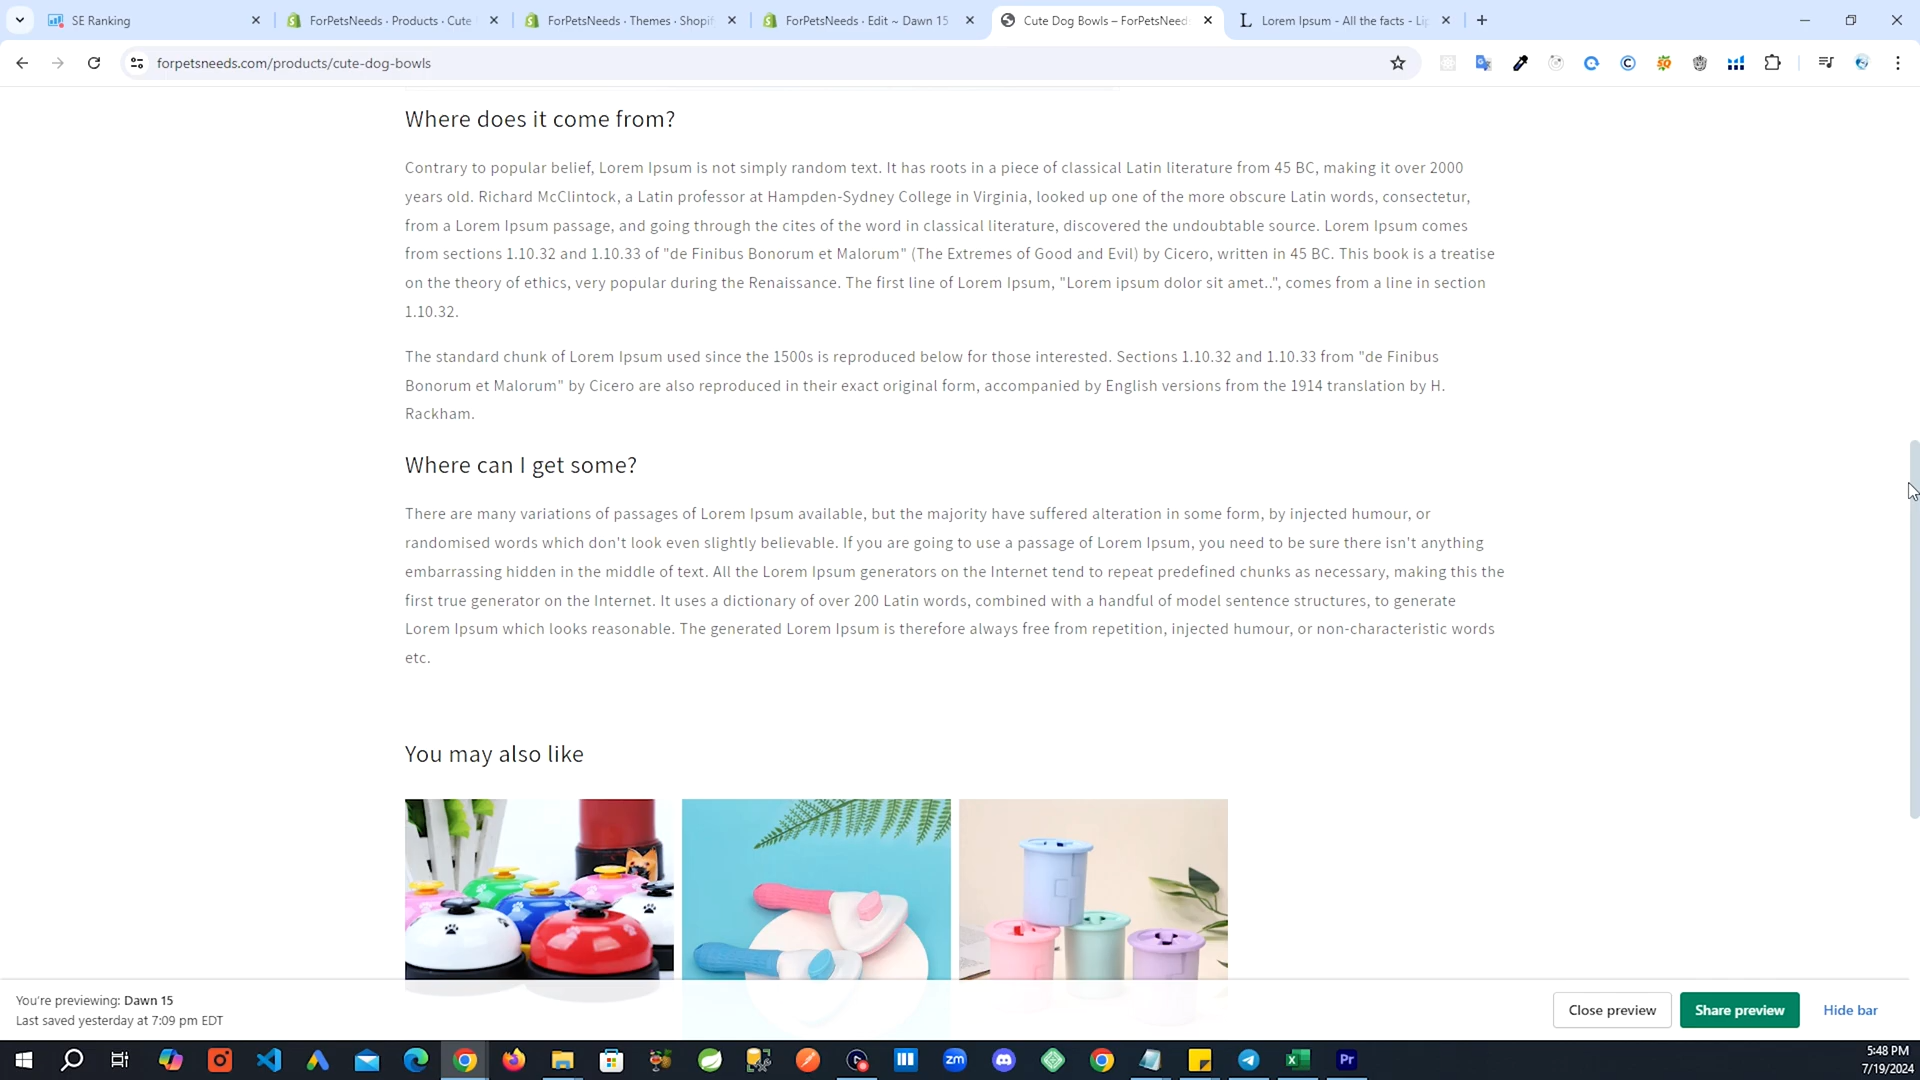 SE Ranking
ForPetsNeeds · Products · Cute
ForPetsNeeds · Themes · Shopif
ForPetsNeeds · Edit ~ Dawn 15
Cute Dog Bowls – ForPetsNeed
Lorem Ipsum - All the facts - Li
forpetsneeds.com/products/cute-dog-bowls
Where does it come from?
Contrary to popular belief, Lorem Ipsum is not simply random text. It has roots in a piece of classical Latin literature from 45 BC, making it over 2000
years old. Richard McClintock, a Latin professor at Hampden-Sydney College in Virginia, looked up one of the more obscure Latin words, consectetur,
from a Lorem Ipsum passage, and going through the cites of the word in classical literature, discovered the undoubtable source. Lorem Ipsum comes
from sections 1.10.32 and 1.10.33 of "de Finibus Bonorum et Malorum" (The Extremes of Good and Evil) by Cicero, written in 45 BC. This book is a treatise
on the theory of ethics, very popular during the Renaissance. The first line of Lorem Ipsum, "Lorem ipsum dolor sit amet..", comes from a line in section
1.10.32.
The standard chunk of Lorem Ipsum used since the 1500s is reproduced below for those interested. Sections 1.10.32 and 1.10.33 from "de Finibus
Bonorum et Malorum" by Cicero are also reproduced in their exact original form, accompanied by English versions from the 1914 translation by H.
Rackham.
Where can I get some?
There are many variations of passages of Lorem Ipsum available, but the majority have suffered alteration in some form, by injected humour, or
randomised words which don't look even slightly believable. If you are going to use a passage of Lorem Ipsum, you need to be sure there isn't anything
embarrassing hidden in the middle of text. All the Lorem Ipsum generators on the Internet tend to repeat predefined chunks as necessary, making this the
first true generator on the Internet. It uses a dictionary of over 200 Latin words, combined with a handful of model sentence structures, to generate
Lorem Ipsum which looks reasonable. The generated Lorem Ipsum is therefore always free from repetition, injected humour, or non-characteristic words
etc.
You may also like
You're previewing: Dawn 15
Last saved yesterday at 7:09 pm EDT
Close preview
Share preview
Hide bar
zm
Pr
5:48 PM
7/19/2024